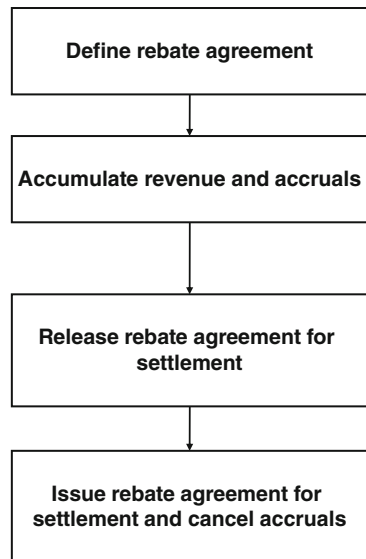 Define rebate agreement
Accumulate revenue and accruals
Release rebate agreement for
settlement
Issue rebate agreement for
settlement and cancel accruals